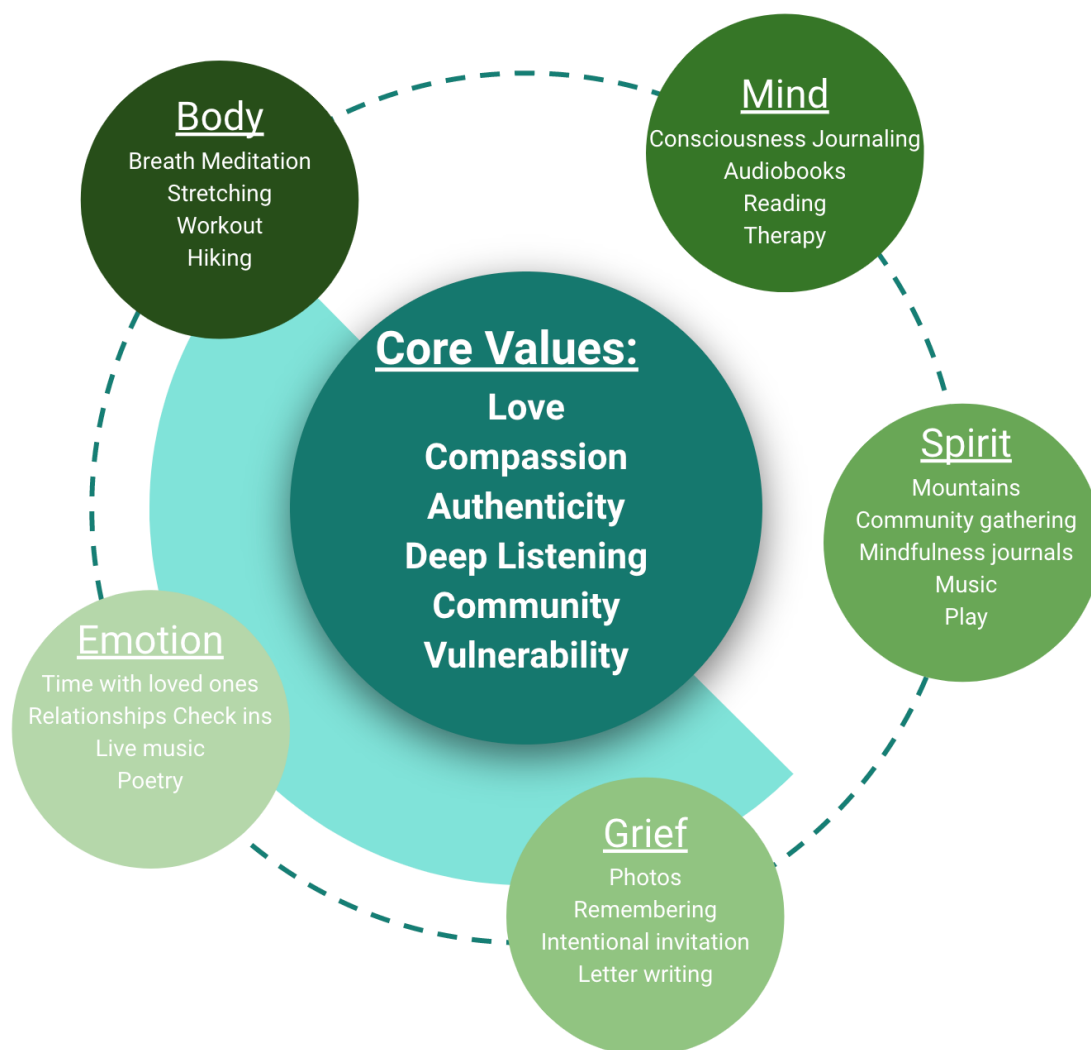 Body
Breath Meditation
Stretching
Workout
Hiking
Mind
Consciousness Journaling
Audiobooks
Reading
Therapy
Core Values:
Love
Compassion
Authenticity
Deep Listening
Community
Vulnerability
Spirit
Mountains
Community gathering
Mindfulness journals
Music
Play
Emotion
Time with loved ones
Relationships Check ins
Live music
Poetry
Grief
Photos
Remembering
Intentional invitation
Letter writing